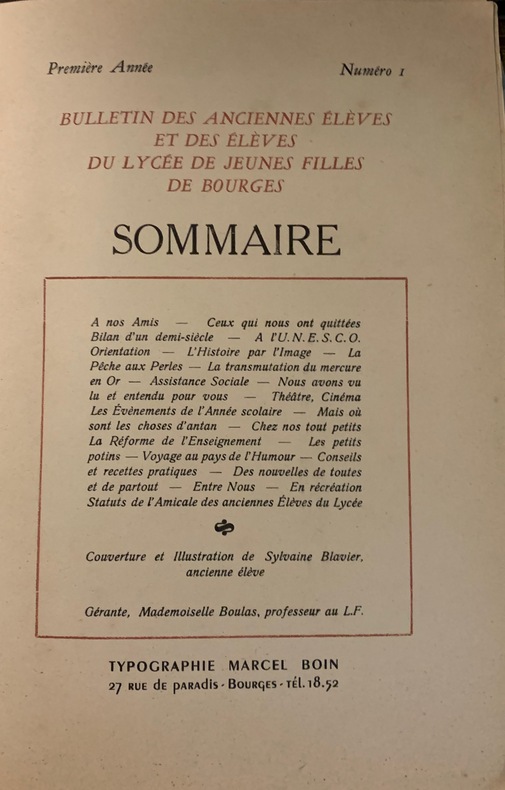 Première Année
Numéro 1
BULLETIN DES ANCIENNES ÉLÈVES
ET DES ÉLÈVES
DU LYCÉE DE JEUNES FILLES
DE BOURGES
SOMMAIRE
A nos Amis — Ceux qui nous ont quittées
Bilan d'un demi-siècle — A l'U.N.E.S.C.O.
Orientation — L'Histoire par l'Image — La
Pêche aux Perles — La transmutation du mercure
en Or — Assistance Sociale — Nous avons vu
lu et entendu pour vous — Théâtre, Cinéma
Les Évènements de l'Année scolaire — Mais où
sont les choses d'antan — Chez nos tout petits
La Réforme de l'Enseignement — Les petits
potins — Voyage au pays de l'Humour — Conseils
et recettes pratiques — Des nouvelles de toutes
et de partout — Entre Nous — En récréation
Statuts de l'Amicale des anciennes Élèves du Lycée
Couverture et Illustration de Sylvaine Blavier,
ancienne élève
Gérante, Mademoiselle Boulas, professeur au L.F.
TYPOGRAPHIE MARCEL BOIN
27 RUE de PARADIS - BOURGES - TÉL. 18.52